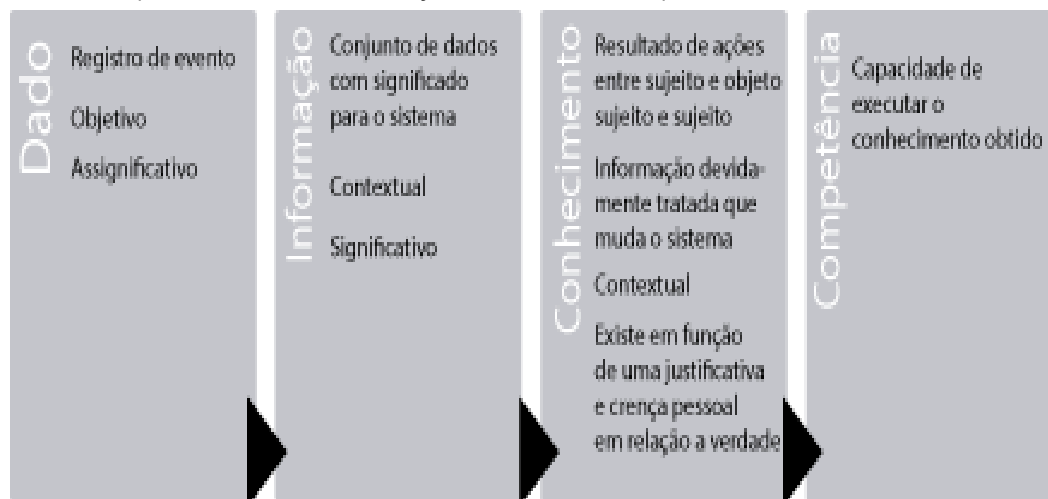 Dado
Registro de evento
Objetivo
Assignificativo
Informação
Conjunto de dados
com significado
para o sistema
Contextual
Significativo
Conhecimento
Resultado de ações
entre sujeito e objeto
sujeito e sujeito
Informação devida-
mente tratada que
muda o sistema
Contextual
Existe em função
de uma justificativa
e crença pessoal
em relação a verdade
Competência
Capacidade de
executar o
conhecimento obtido